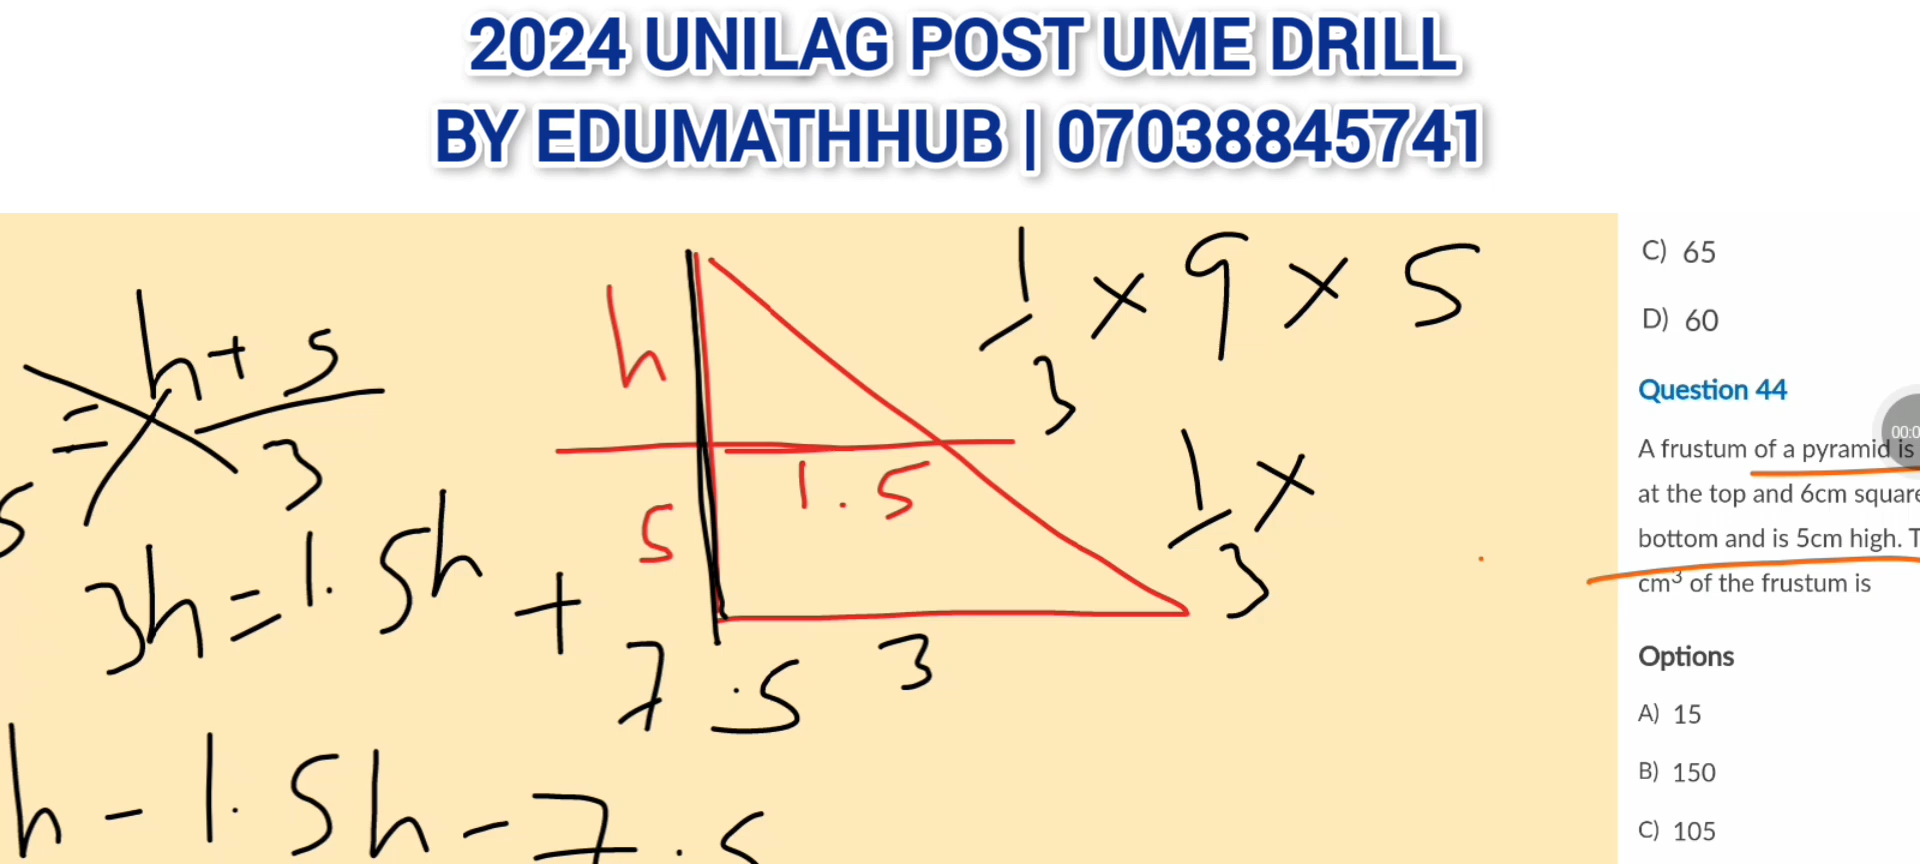 2024 UNILAG POST UME DRILL
BY EDUMATHHUB | 07038845741
1/3 × 9 × 5
h
= h + 5 / 3
1.5
5
3
1/3 ×
5
3h = 1.5h + 7.5
h - 1.5h - 7.5
C) 65
D) 60
Question 44
A frustum of a pyramid is
at the top and 6cm square
bottom and is 5cm high. T
cm³ of the frustum is
Options
A) 15
B) 150
C) 105
00:0